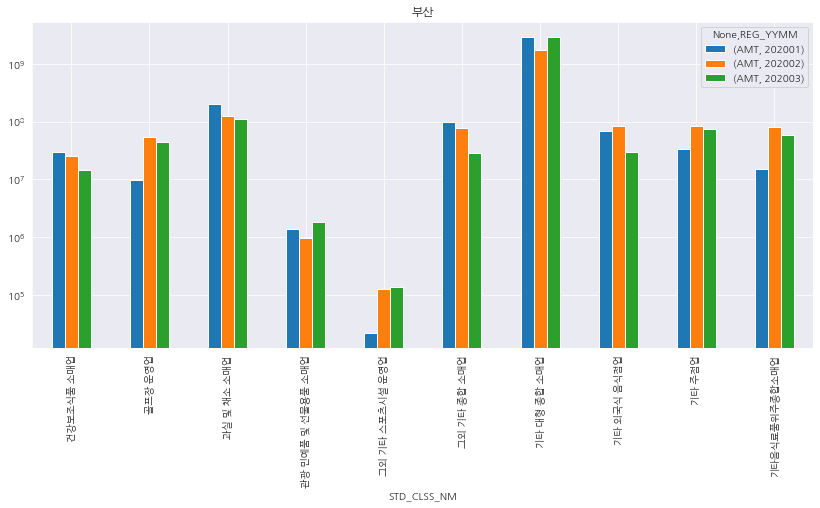 부산
None,REG_YYMM
(AMT, 202001)
(AMT, 202002)
(AMT, 202003)
10⁹
10⁸
10⁷
10⁶
10⁵
건강보조식품 소매업
골프장 운영업
과실 및 채소 소매업
관광 민예품 및 선물용품 소매업
그외 기타 스포츠시설 운영업
그외 기타 종합 소매업
기타 대형 종합 소매업
기타 외국식 음식점업
기타 주점업
기타음식료품위주종합소매업
STD_CLSS_NM